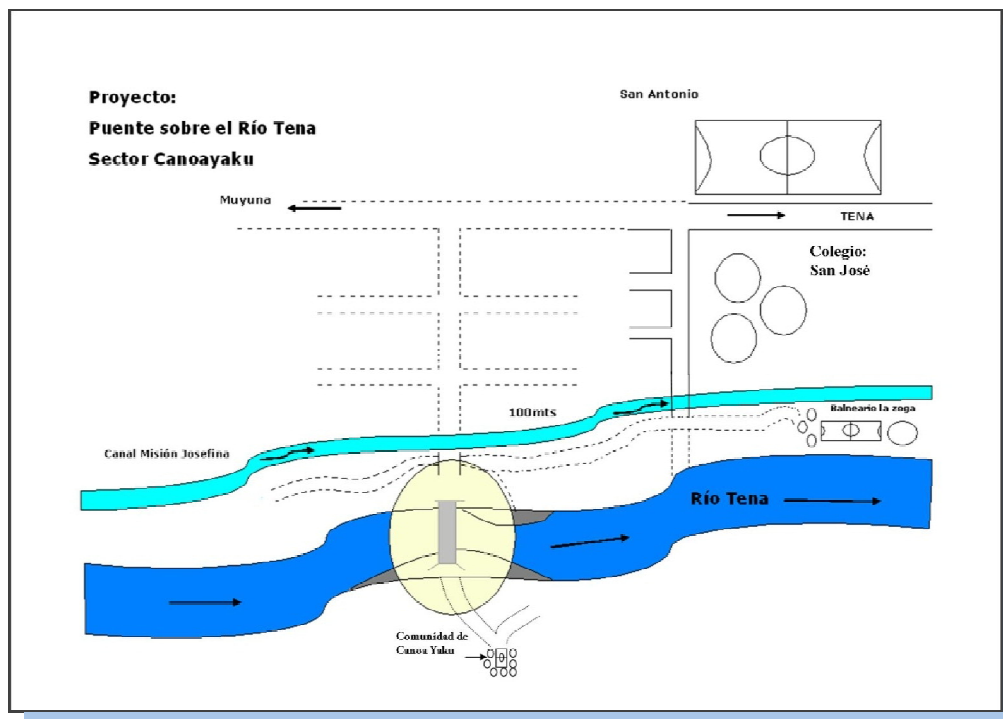 Proyecto:
Puente sobre el Río Tena
Sector Canoayaku
San Antonio
Muyuna
TENA
Colegio:
San José
100mts
Balneario la zoga
Canal Misión Josefina
Río Tena
Comunidad de
Canoa Yaku